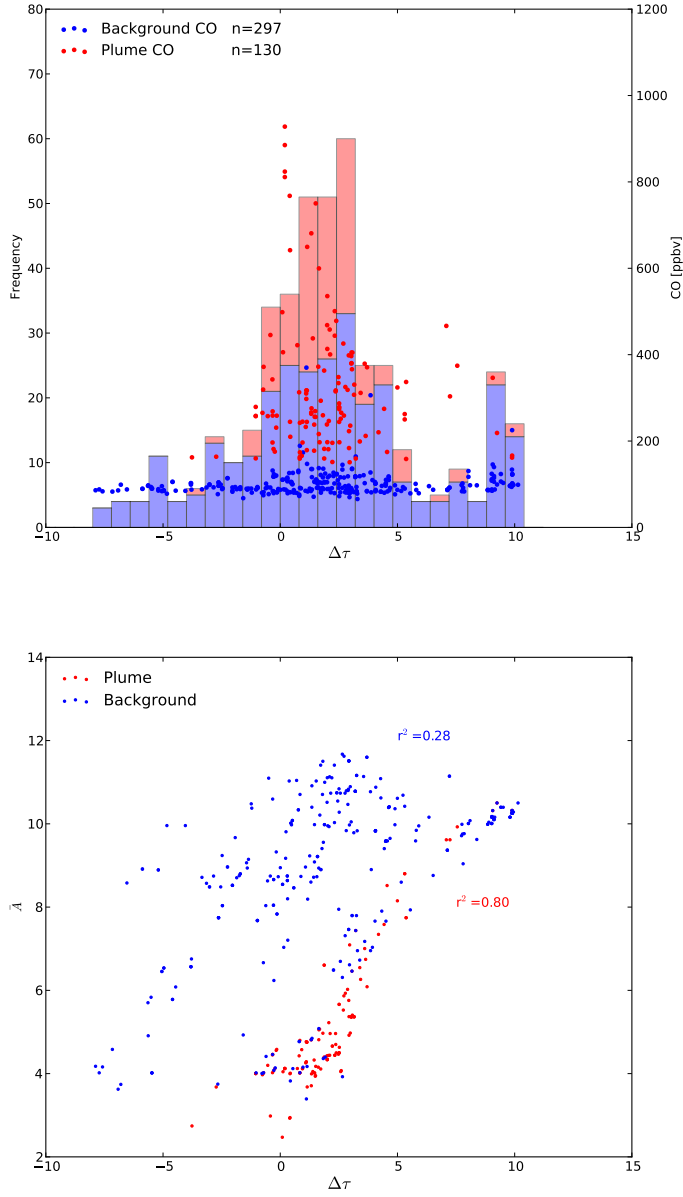 80
70
60
50
40
30
20
10
0
1200
1000
800
600
400
200
0
Background CO n=297
Plume CO n=130
Frequency
CO [ppbv]
−10 −5 0 5 10 15
Δτ
14
12
10
8
6
4
2
Plume
Background
r² =0.28
r² =0.80
Ā
−10 −5 0 5 10 15
Δτ